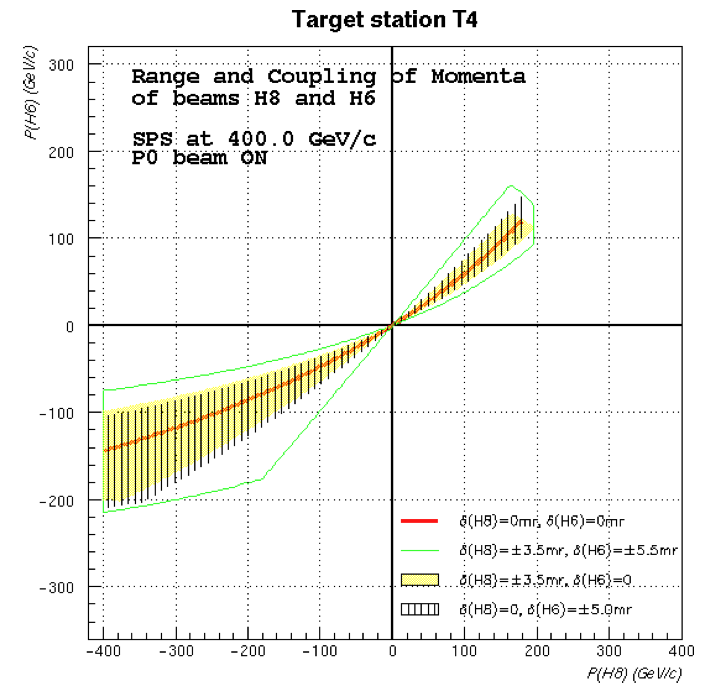 Target station T4
P(H6) (GeV/c)
300
200
100
0
-100
-200
-300
Range and Coupling of Momenta
of beams H8 and H6
SPS at 400.0 GeV/c
P0 beam ON
δ(H8)=0mr, δ(H6)=0mr
δ(H8)=±3.5mr, δ(H6)=±5.5mr
δ(H8)=±3.5mr, δ(H6)=0
δ(H8)=0, δ(H6)=±5.0mr
-400 -300 -200 -100 0 100 200 300 400
P(H8) (GeV/c)